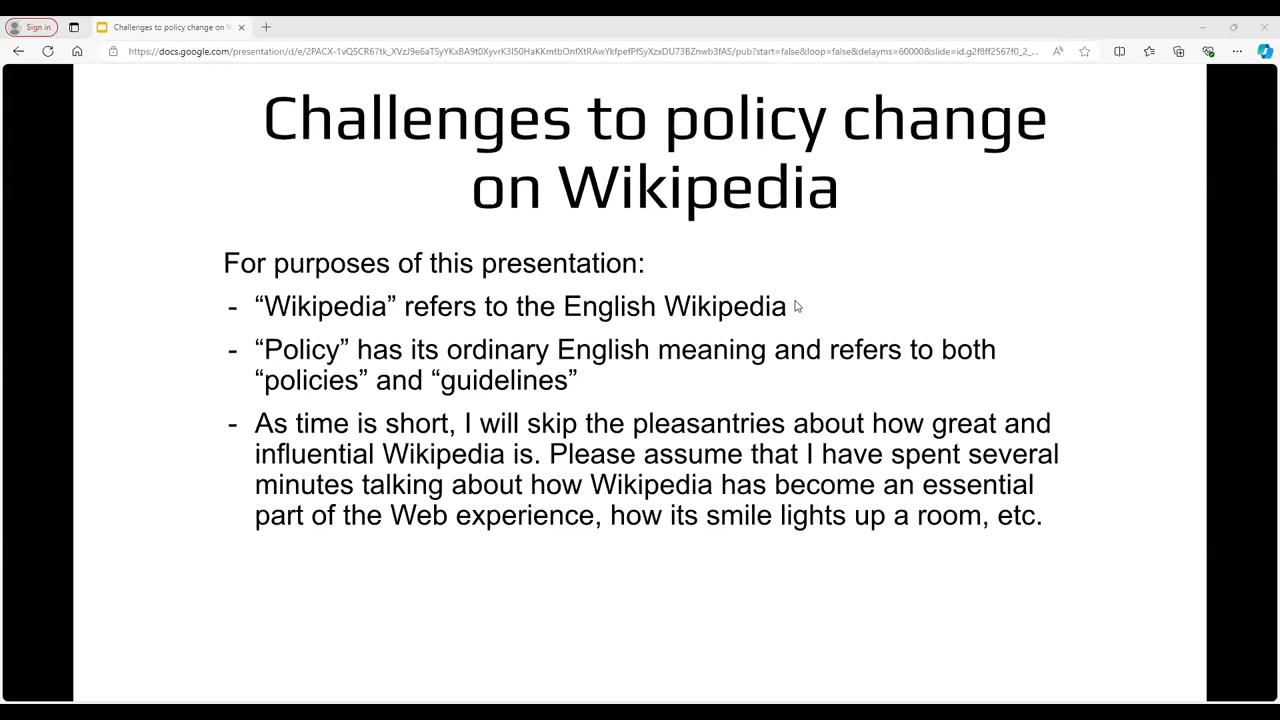 Sign in
Challenges to policy change on W
https://docs.google.com/presentation/d/e/2PACX-1vQSCR67tk_XVzJ9e6aTSyYKxBA9t0XyvrK3I50HaKKmtbOnfXtRAwYkfpefPfSyXzxDU73BZnwb3fAS/pub?start=false&loop=false&delayms=60000&slide=id.g2f8ff2567f0_2_...
Challenges to policy change
on Wikipedia
For purposes of this presentation:
- “Wikipedia” refers to the English Wikipedia
- “Policy” has its ordinary English meaning and refers to both
“policies” and “guidelines”
- As time is short, I will skip the pleasantries about how great and
influential Wikipedia is. Please assume that I have spent several
minutes talking about how Wikipedia has become an essential
part of the Web experience, how its smile lights up a room, etc.